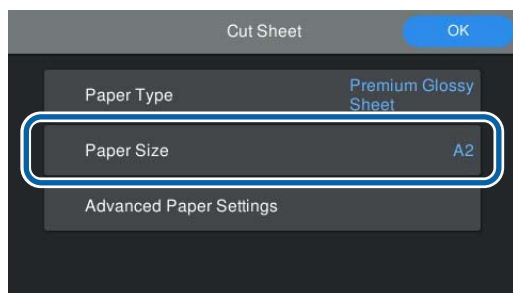 Cut Sheet
OK
Paper Type
Premium Glossy
Sheet
Paper Size
A2
Advanced Paper Settings